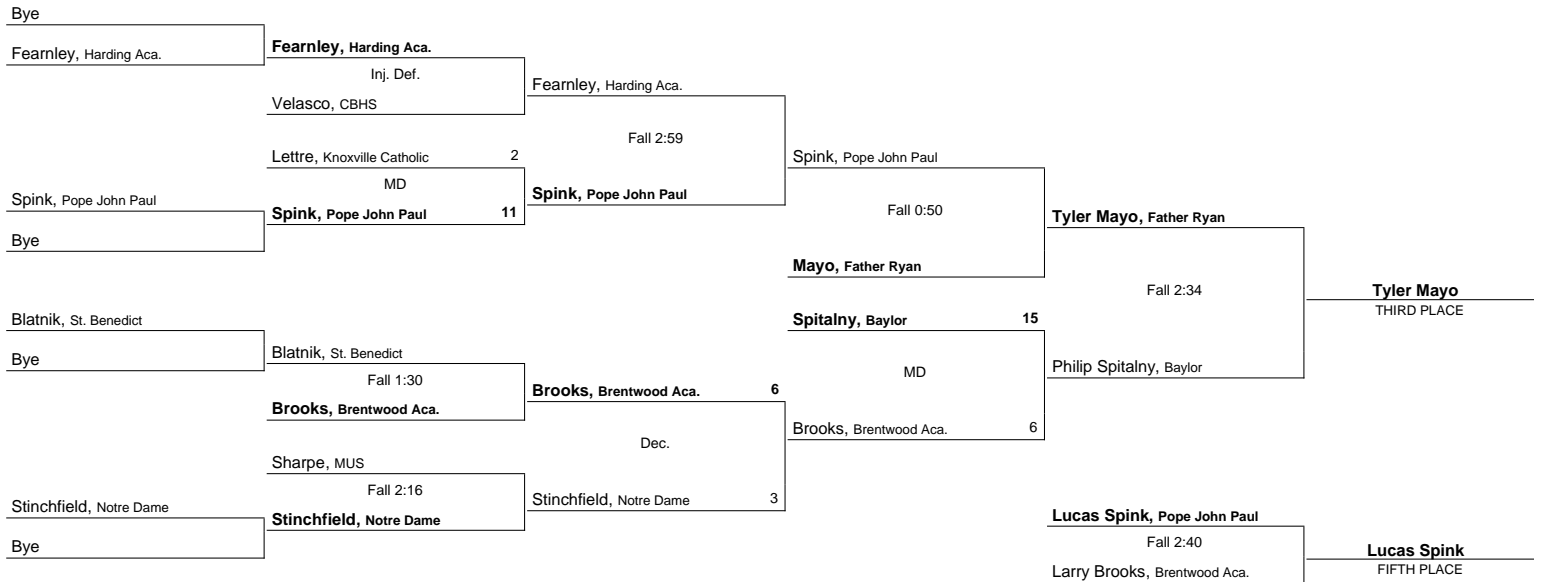 Bye
Fearnley, Harding Aca.
Spink, Pope John Paul
Bye
Blatnik, St. Benedict
Bye
Stinchfield, Notre Dame
Bye
Fearnley, Harding Aca.
Inj. Def.
Velasco, CBHS
Lettre, Knoxville Catholic 2
MD
Spink, Pope John Paul 11
Blatnik, St. Benedict
Fall 1:30
Brooks, Brentwood Aca.
Sharpe, MUS
Fall 2:16
Stinchfield, Notre Dame
Fearnley, Harding Aca.
Fall 2:59
Spink, Pope John Paul
Brooks, Brentwood Aca. 6
Dec.
Stinchfield, Notre Dame 3
Spink, Pope John Paul
Fall 0:50
Mayo, Father Ryan
Spitalny, Baylor 15
MD
Brooks, Brentwood Aca. 6
Tyler Mayo, Father Ryan
Fall 2:34
Philip Spitalny, Baylor
Tyler Mayo
THIRD PLACE
Lucas Spink, Pope John Paul
Fall 2:40
Larry Brooks, Brentwood Aca.
Lucas Spink
FIFTH PLACE